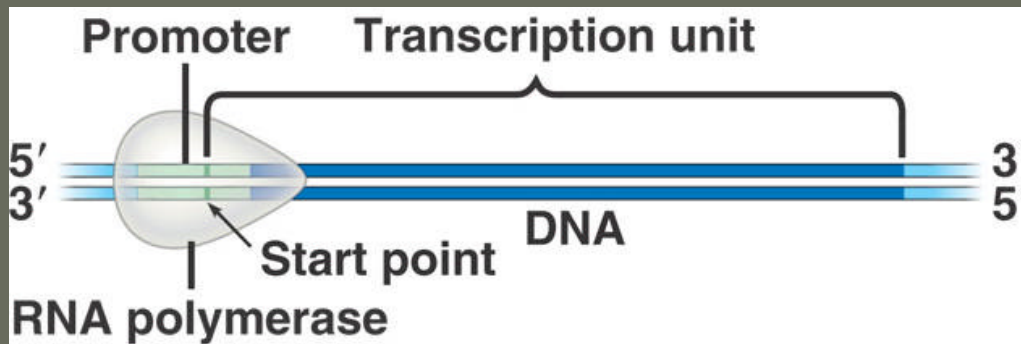 Promoter Transcription unit
5′ 3
3′ 5
DNA
Start point
RNA polymerase